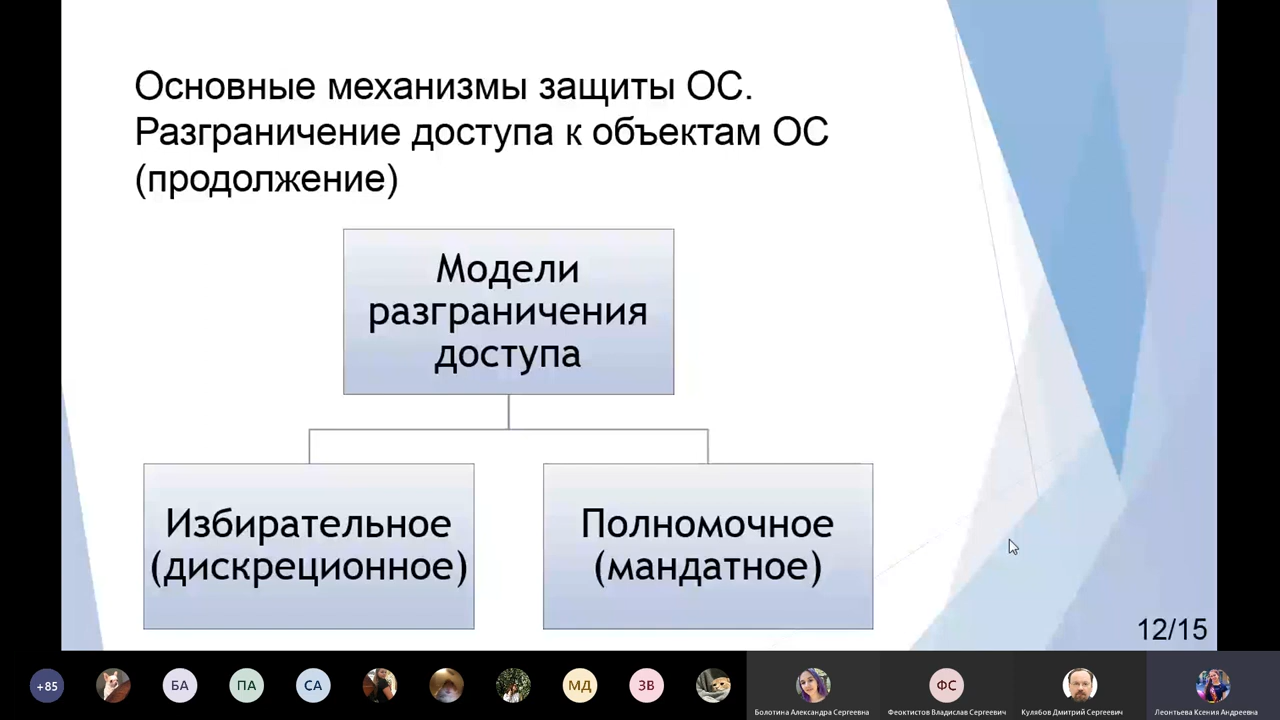 Основные механизмы защиты ОС.
Разграничение доступа к объектам ОС
(продолжение)
Модели
разграничения
доступа
Избирательное
(дискреционное)
Полномочное
(мандатное)
12/15
+85
БА
ПА
СА
МД
ЗВ
ФС
Болотина Александра Сергеевна
Феоктистов Владислав Сергеевич
Кулябов Дмитрий Сергеевич
Леонтьева Ксения Андреевна